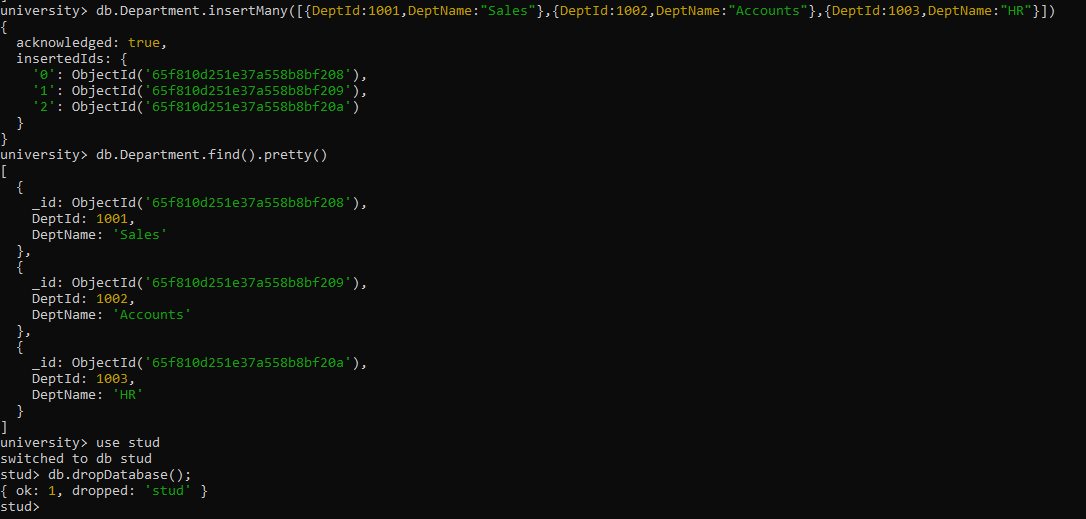 university> db.Department.insertMany([{DeptId:1001,DeptName:"Sales"},{DeptId:1002,DeptName:"Accounts"},{DeptId:1003,DeptName:"HR"}])
{
  acknowledged: true,
  insertedIds: {
    '0': ObjectId('65f810d251e37a558b8bf208'),
    '1': ObjectId('65f810d251e37a558b8bf209'),
    '2': ObjectId('65f810d251e37a558b8bf20a')
  }
}
university> db.Department.find().pretty()
[
  {
    _id: ObjectId('65f810d251e37a558b8bf208'),
    DeptId: 1001,
    DeptName: 'Sales'
  },
  {
    _id: ObjectId('65f810d251e37a558b8bf209'),
    DeptId: 1002,
    DeptName: 'Accounts'
  },
  {
    _id: ObjectId('65f810d251e37a558b8bf20a'),
    DeptId: 1003,
    DeptName: 'HR'
  }
]
university> use stud
switched to db stud
stud> db.dropDatabase();
{ ok: 1, dropped: 'stud' }
stud>